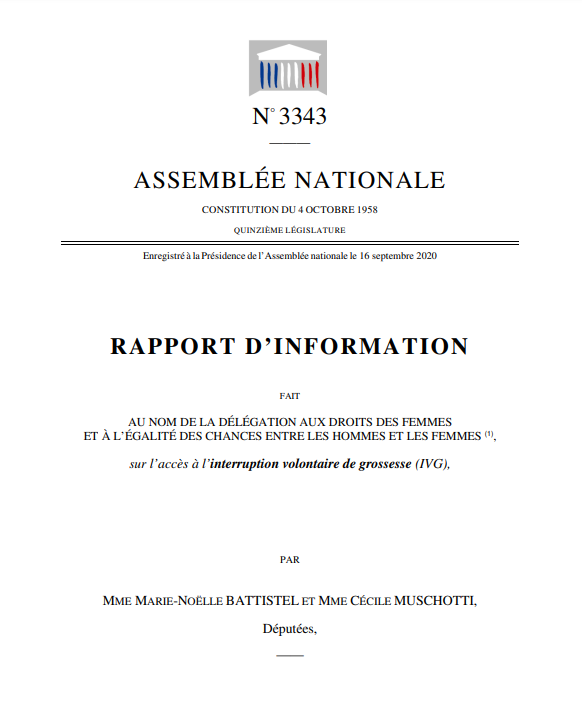 N° 3343
ASSEMBLÉE NATIONALE
CONSTITUTION DU 4 OCTOBRE 1958
QUINZIÈME LÉGISLATURE
Enregistré à la Présidence de l'Assemblée nationale le 16 septembre 2020
RAPPORT D'INFORMATION
FAIT
AU NOM DE LA DÉLÉGATION AUX DROITS DES FEMMES
ET À L'ÉGALITÉ DES CHANCES ENTRE LES HOMMES ET LES FEMMES (1),
sur l'accès à l'interruption volontaire de grossesse (IVG),
PAR
MME MARIE-NOËLLE BATTISTEL ET MME CÉCILE MUSCHOTTI,
Députées,